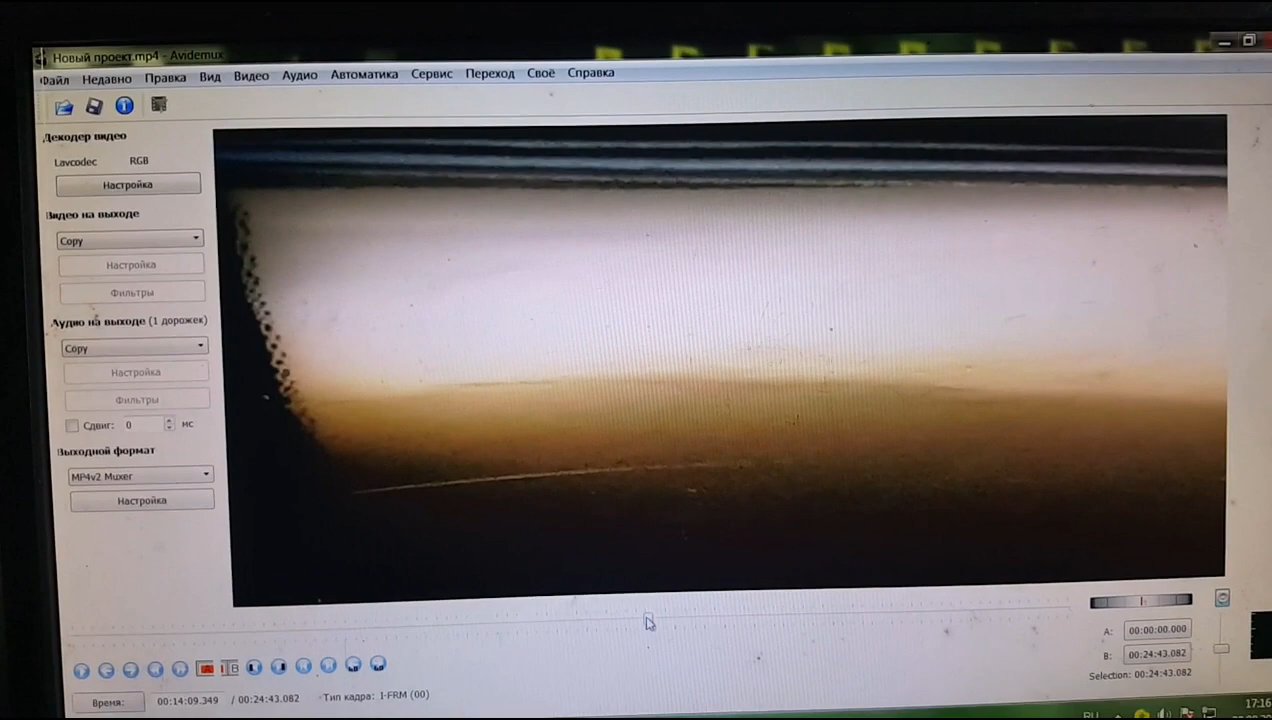 Новый проект.mp4 - Avidemux
Файл Недавно Правка Вид Видео Аудио Автоматика Сервис Переход Своё Справка
Декодер видео
Lavcodec RGB
Настройка
Видео на выходе
Copy
Настройка
Фильтры
Аудио на выходе (1 дорожек)
Copy
Настройка
Фильтры
Сдвиг: 0 мс
Выходной формат
MP4v2 Muxer
Настройка
A: 00:00:00.000
B: 00:24:43.082
Selection: 00:24:43.082
A B
Время: 00:14:09.349 / 00:24:43.082 Тип кадра: I-FRM (00)
RU 17:16